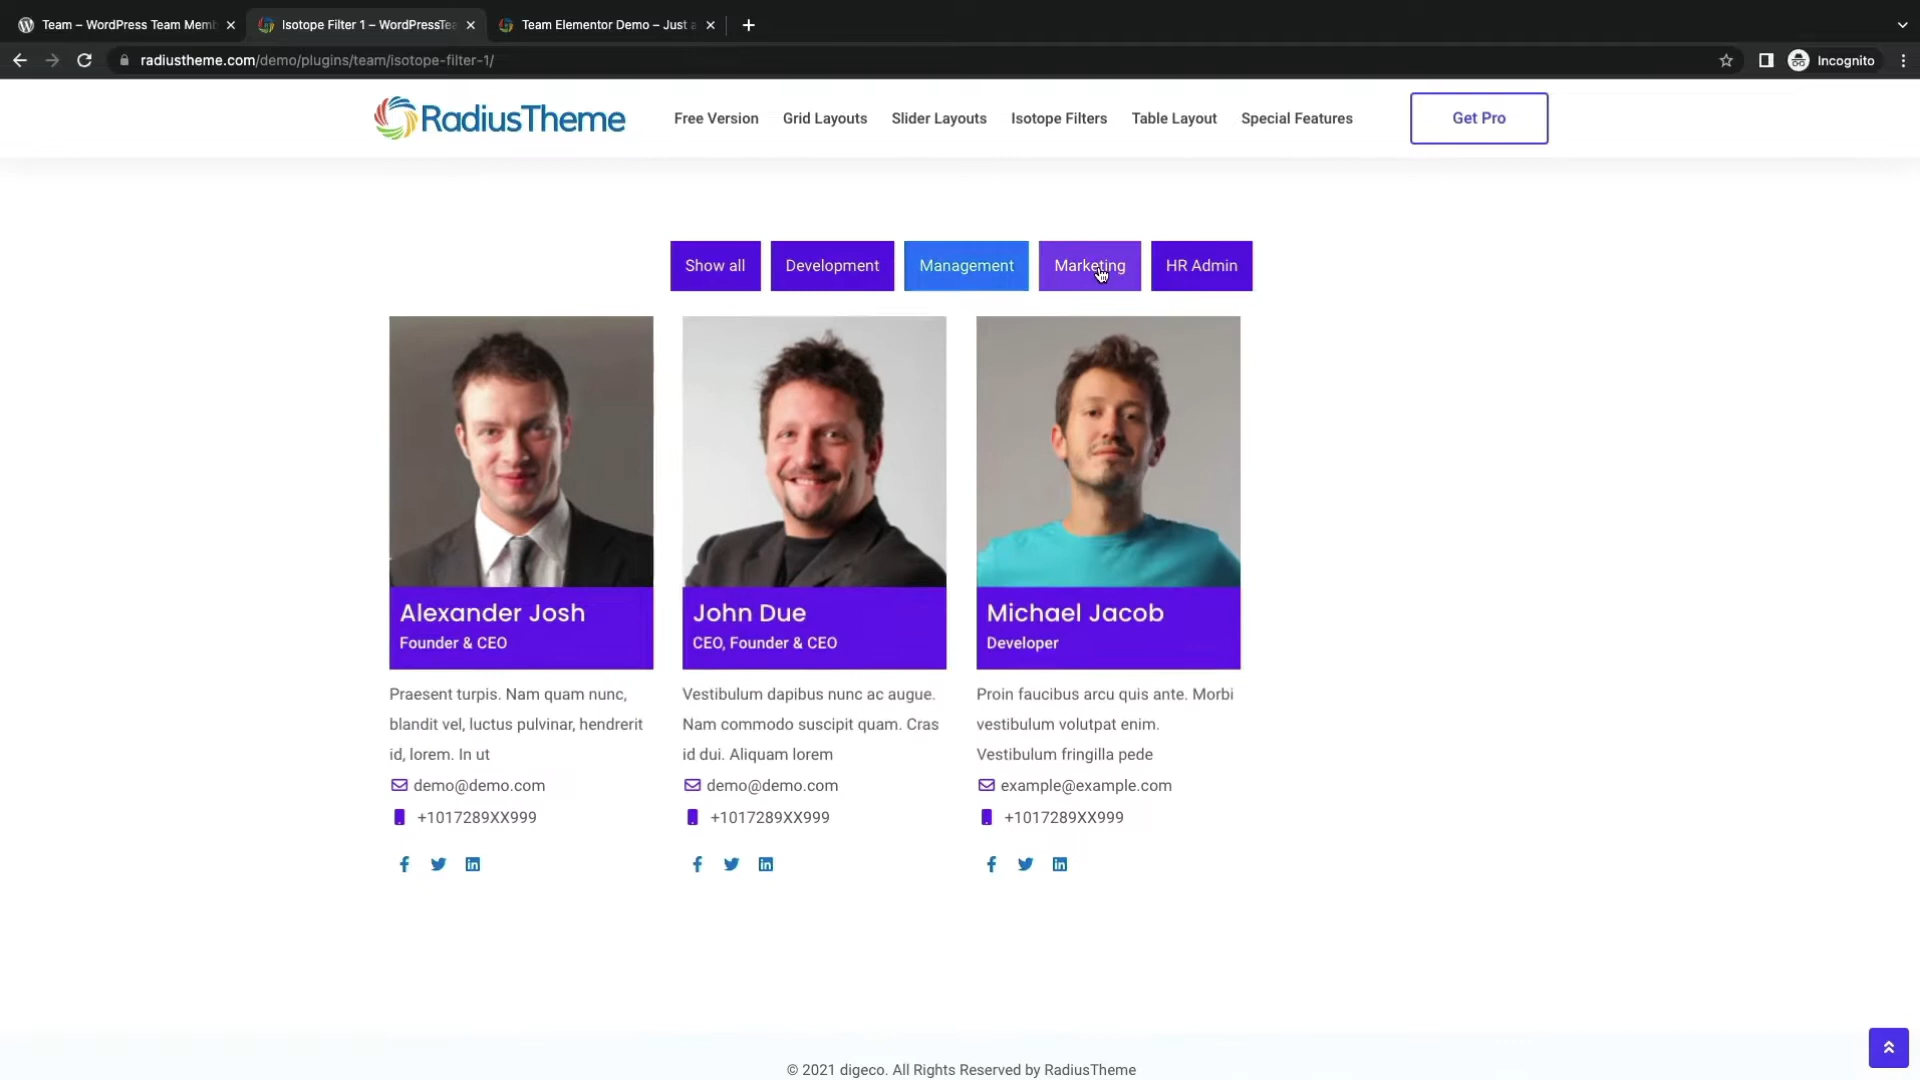 Team – WordPress Team Mem
Isotope Filter 1 – WordPressTea
Team Elementor Demo – Just a
radiustheme.com/demo/plugins/team/isotope-filter-1/
Incognito
RadiusTheme
Free Version
Grid Layouts
Slider Layouts
Isotope Filters
Table Layout
Special Features
Get Pro
Show all
Development
Management
Marketing
HR Admin
Alexander Josh
Founder & CEO
Praesent turpis. Nam quam nunc,
blandit vel, luctus pulvinar, hendrerit
id, lorem. In ut
demo@demo.com
+1017289XX999
John Due
CEO, Founder & CEO
Vestibulum dapibus nunc ac augue.
Nam commodo suscipit quam. Cras
id dui. Aliquam lorem
demo@demo.com
+1017289XX999
Michael Jacob
Developer
Proin faucibus arcu quis ante. Morbi
vestibulum volutpat enim.
Vestibulum fringilla pede
example@example.com
+1017289XX999
© 2021 digeco. All Rights Reserved by RadiusTheme